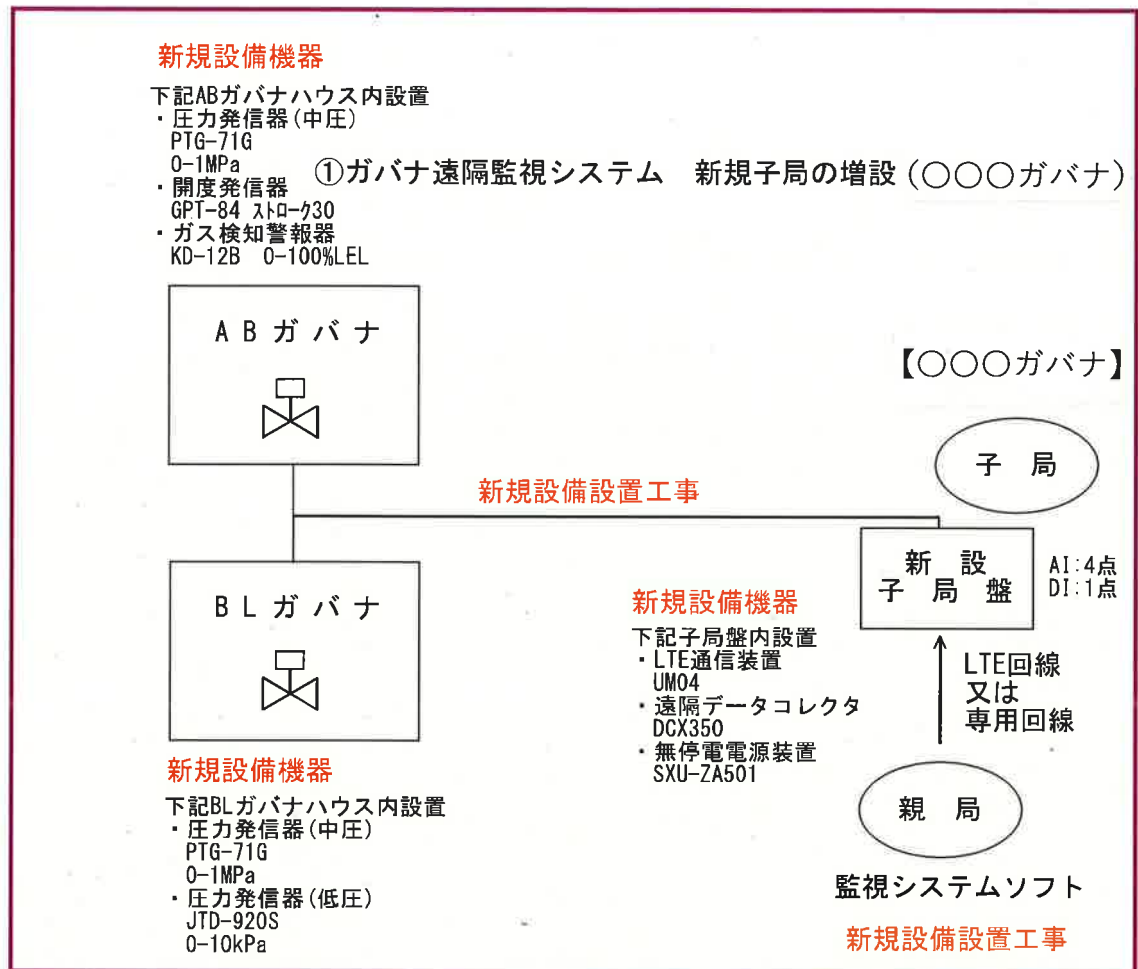 新規設備機器
下記ABガバナハウス内設置
・圧力発信器(中圧)
PTG-71G
0-1MPa
・開度発信器
GPT-84 ストローク30
・ガス検知警報器
KD-12B 0-100%LEL
①ガバナ遠隔監視システム 新規子局の増設(○○○ガバナ)
ABガバナ
【○○○ガバナ】
子局
新規設備設置工事
新設
子局盤
AI:4点
DI:1点
BLガバナ
新規設備機器
下記子局盤内設置
・LTE通信装置
UM04
・遠隔データコレクタ
DCX350
・無停電電源装置
SXU-ZA501
LTE回線
又は
専用回線
新規設備機器
下記BLガバナハウス内設置
・圧力発信器(中圧)
PTG-71G
0-1MPa
・圧力発信器(低圧)
JTD-920S
0-10kPa
親局
監視システムソフト
新規設備設置工事